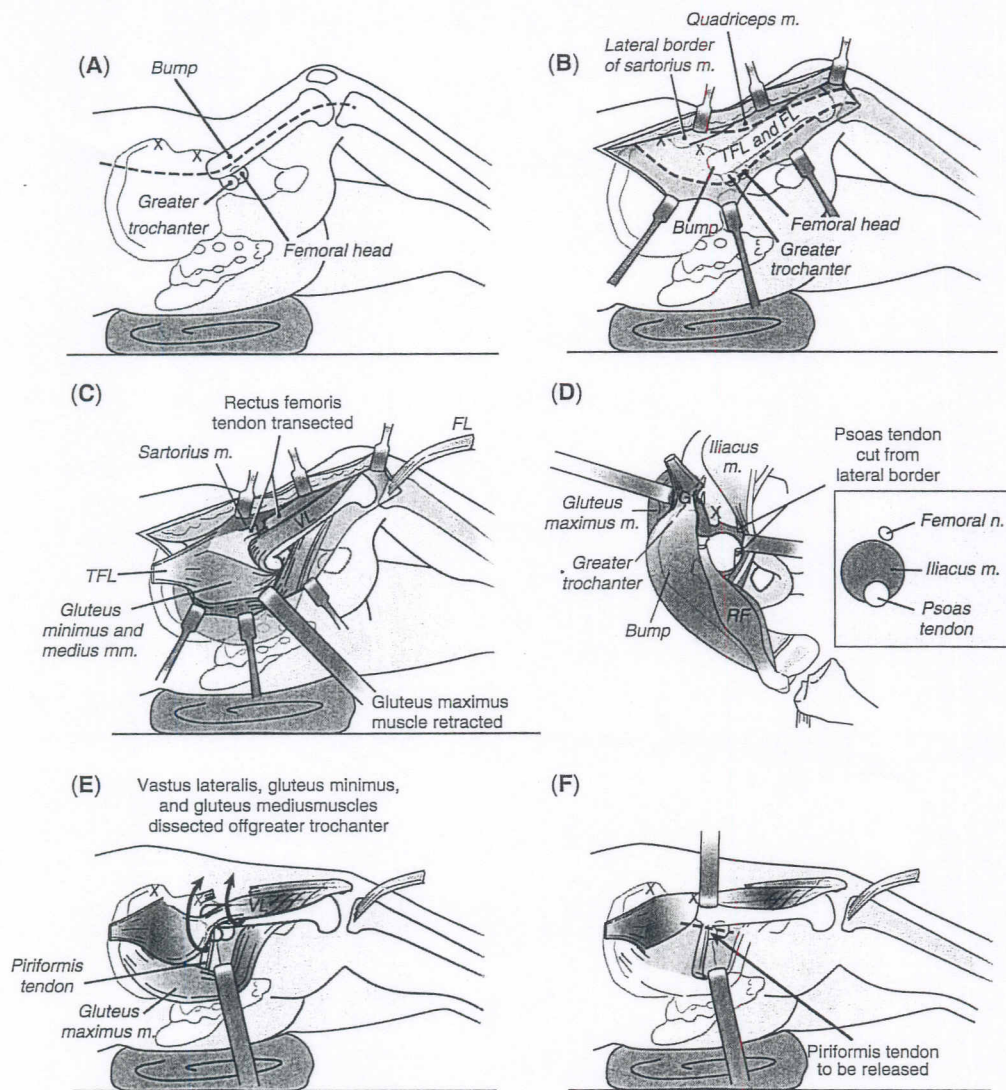 (A)
Bump
X X
Greater
trochanter
Femoral head
(B)
Quadriceps m.
Lateral border
of sartorius m.
X X
TFL and FL
Bump
Femoral head
Greater
trochanter
(C)
Rectus femoris
tendon transected
FL
Sartorius m.
VL
TFL
Gluteus
minimus and
medius mm.
Gluteus maximus
muscle retracted
(D)
Iliacus
m.
Psoas tendon
cut from
lateral border
Gluteus
maximus m.
X
Greater
trochanter
Bump
RF
Femoral n.
Iliacus m.
Psoas
tendon
(E)
Vastus lateralis, gluteus minimus,
and gluteus mediusmuscles
dissected offgreater trochanter
X X
VL
Piriformis
tendon
Gluteus
maximus m.
(F)
X X
Piriformis tendon
to be released